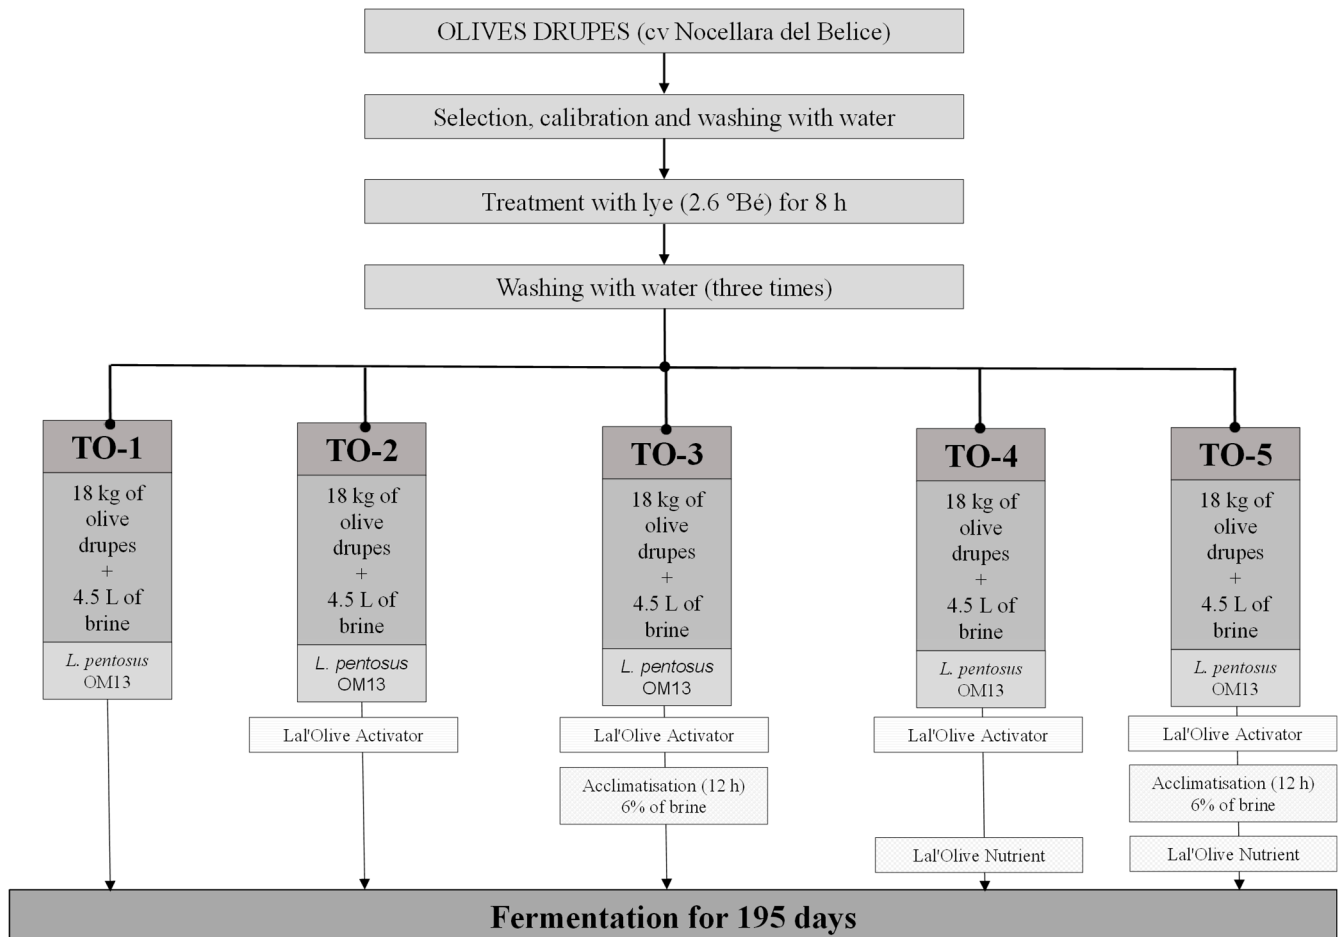 OLIVES DRUPES (cv Nocellara del Belice)
Selection, calibration and washing with water
Treatment with lye (2.6 °Bé) for 8 h
Washing with water (three times)
TO-1
18 kg of
olive
drupes
+
4.5 L of
brine
L. pentosus
OM13
TO-2
18 kg of
olive
drupes
+
4.5 L of
brine
L. pentosus
OM13
Lal'Olive Activator
TO-3
18 kg of
olive
drupes
+
4.5 L of
brine
L. pentosus
OM13
Lal'Olive Activator
Acclimatisation (12 h)
6% of brine
TO-4
18 kg of
olive
drupes
+
4.5 L of
brine
L. pentosus
OM13
Lal'Olive Activator
Lal'Olive Nutrient
TO-5
18 kg of
olive
drupes
+
4.5 L of
brine
L. pentosus
OM13
Lal'Olive Activator
Acclimatisation (12 h)
6% of brine
Lal'Olive Nutrient
Fermentation for 195 days